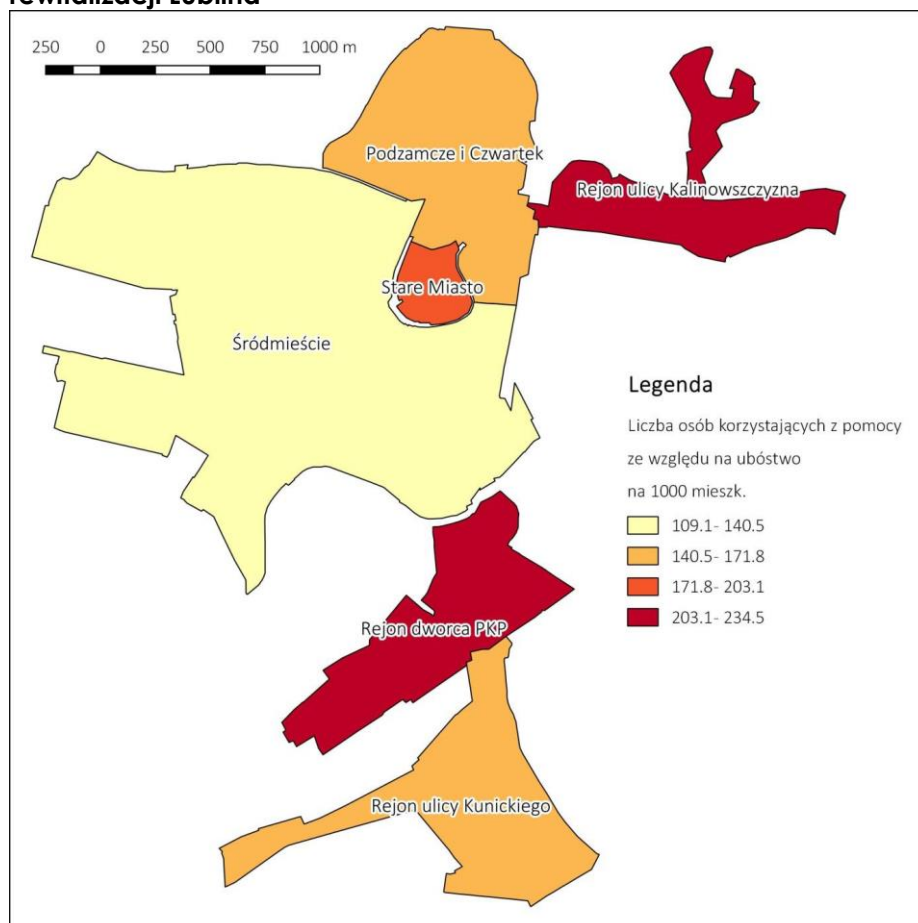 rewitalizacji Lublina
250 0 250 500 750 1000 m
Podzamcze i Czwartek
Rejon ulicy Kalinowszczyzna
Stare Miasto
Śródmieście
Legenda
Liczba osób korzystających z pomocy
ze względu na ubóstwo
na 1000 mieszk.
109.1- 140.5
140.5- 171.8
171.8- 203.1
203.1- 234.5
Rejon dworca PKP
Rejon ulicy Kunickiego